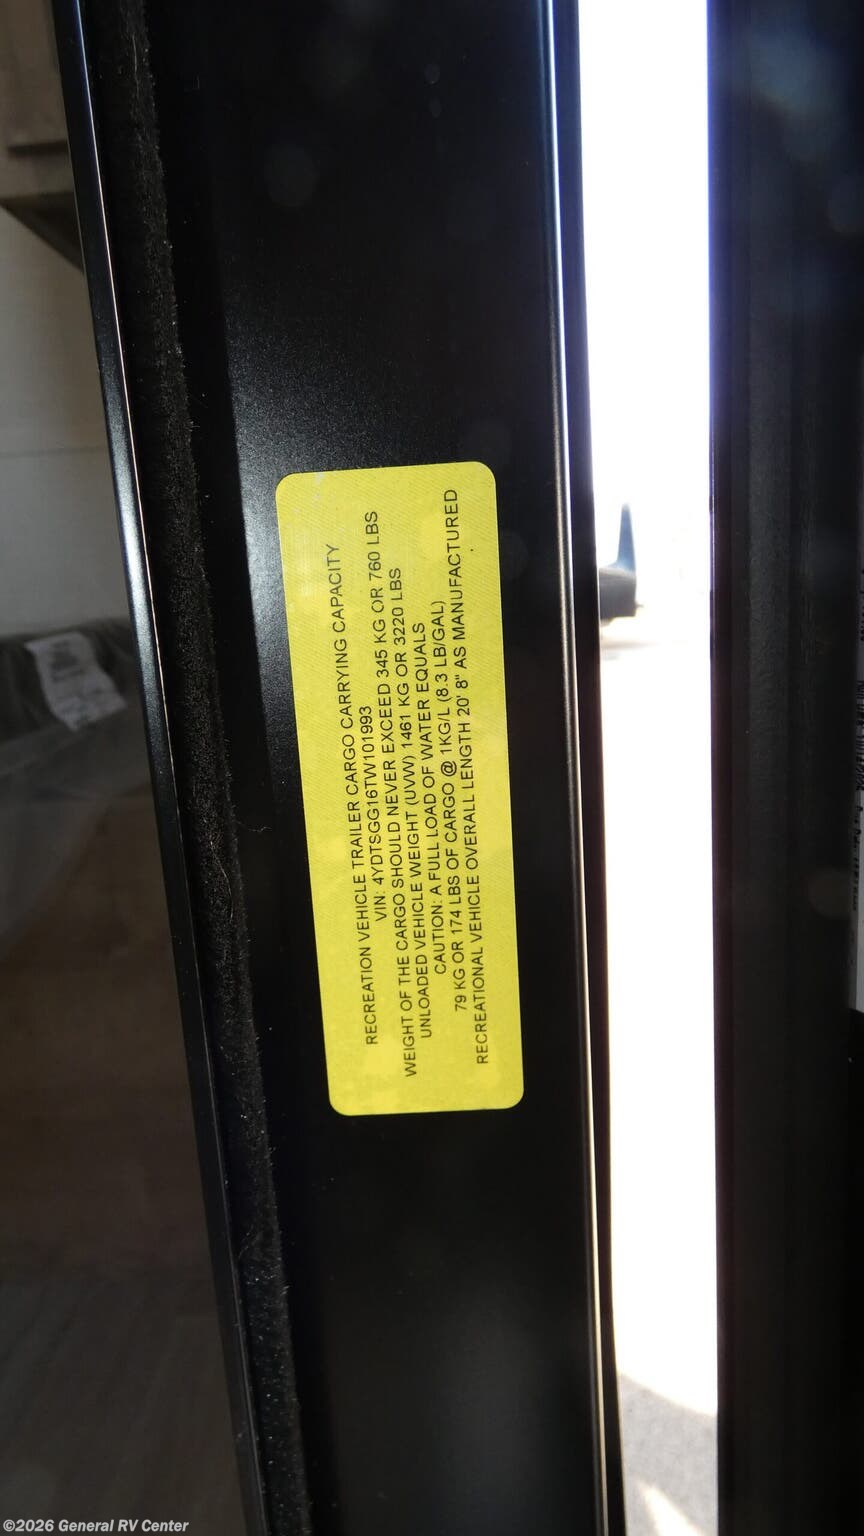 RECREATION VEHICLE TRAILER CARGO CARRYING CAPACITY
VIN: 4YDTSGG16TW101993
WEIGHT OF THE CARGO SHOULD NEVER EXCEED 345 KG OR 760 LBS
UNLOADED VEHICLE WEIGHT (UVW) 1461 KG OR 3220 LBS
CAUTION: A FULL LOAD OF WATER EQUALS
79 KG OR 174 LBS OF CARGO @ 1KG/L (8.3 LB/GAL)
RECREATIONAL VEHICLE OVERALL LENGTH 20' 8" AS MANUFACTURED
©2026 General RV Center